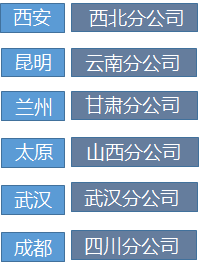 西安 西北分公司
昆明 云南分公司
兰州 甘肃分公司
太原 山西分公司
武汉 武汉分公司
成都 四川分公司